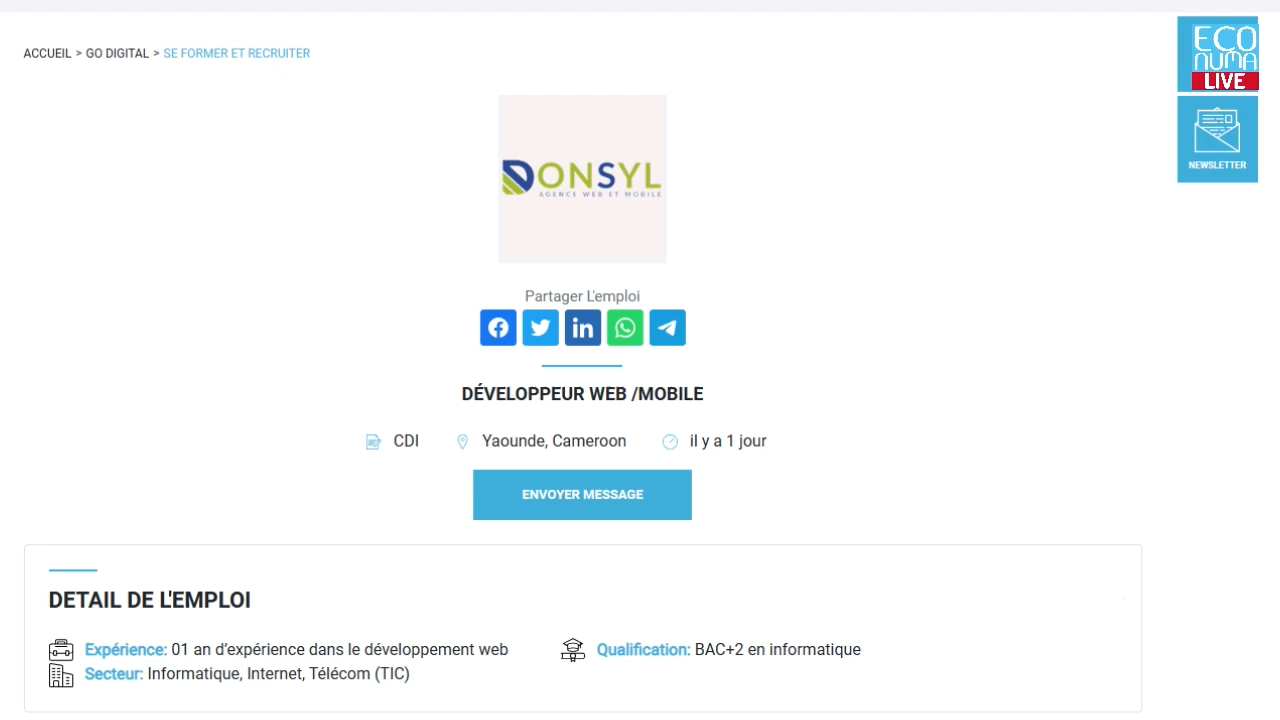 ACCUEIL > GO DIGITAL > SE FORMER ET RECRUITER
ECO
NUMA
LIVE
NEWSLETTER
DONSYL
AGENCE WEB ET MOBILE
Partager L'emploi
DÉVELOPPEUR WEB /MOBILE
CDI Yaounde, Cameroon il y a 1 jour
ENVOYER MESSAGE
DETAIL DE L'EMPLOI
Expérience: 01 an d’expérience dans le développement web
Qualification: BAC+2 en informatique
Secteur: Informatique, Internet, Télécom (TIC)